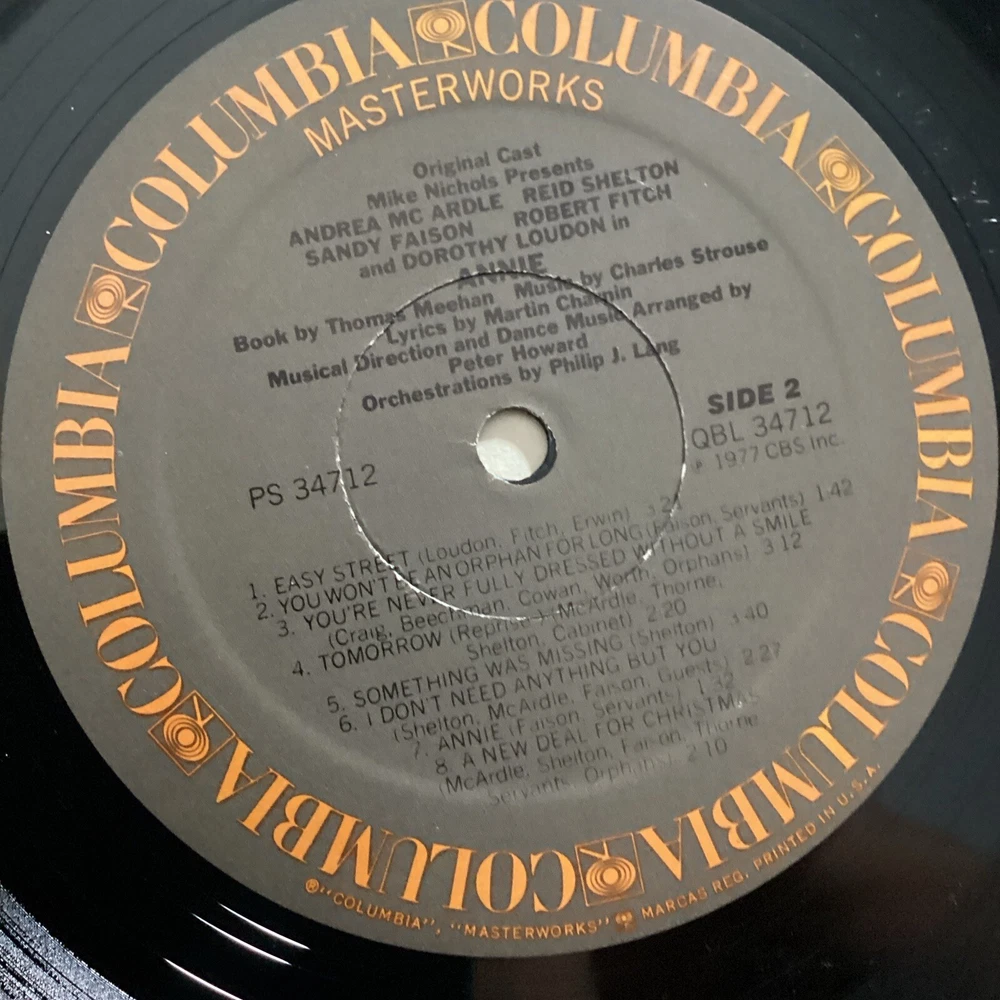 COLUMBIA COLUMBIA COLUMBIA COLUMBIA COLUMBIA COLUMBIA COLUMBIA COLUMBIA
MASTERWORKS
Original Cast
Mike Nichols Presents
ANDREA MC ARDLE REID SHELTON
SANDY FAISON ROBERT FITCH
and DOROTHY LOUDON in
ANNIE
Book by Thomas Meehan Music by Charles Strouse
Lyrics by Martin Charnin
Musical Direction and Dance Music Arranged by
Peter Howard
Orchestrations by Philip J. Lang
SIDE 2
PS 34712 QBL 34712
℗ 1977 CBS Inc.
1. EASY STREET (Loudon, Fitch, Erwin) 3:21
2. YOU WON'T BE AN ORPHAN FOR LONG (Faison, Servants) 1:42
3. YOU'RE NEVER FULLY DRESSED WITHOUT A SMILE
(Craig, Beechman, Cowan, Worth, Orphans) 3:12
4. TOMORROW (Reprise) (McArdle, Thorne,
Shelton, Cabinet) 2:20
5. SOMETHING WAS MISSING (Shelton) 3:40
6. I DON'T NEED ANYTHING BUT YOU
(Shelton, McArdle, Faison, Guests) 2:27
7. ANNIE (Faison, Servants) 1:32
8. A NEW DEAL FOR CHRISTMAS
(McArdle, Shelton, Faison, Thorne
Servants, Orphans) 2:10
®"COLUMBIA", "MASTERWORKS" MARCAS REG. PRINTED IN U.S.A.